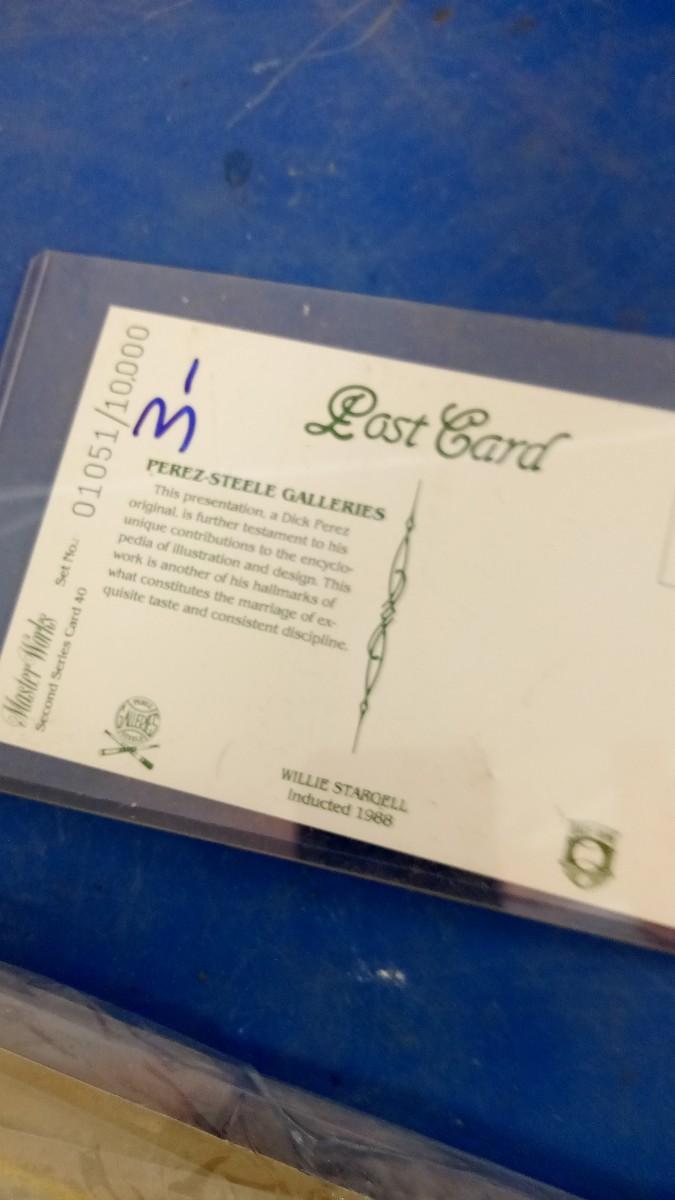 Post Card
3-
PEREZ-STEELE GALLERIES
This presentation, a Dick Perez
original, is further testament to his
unique contributions to the encyclo-
pedia of illustration and design. This
work is another of his hallmarks of
what constitutes the marriage of ex-
quisite taste and consistent discipline.
Master Works
Second Series Card 40 Set No.: 01051/10,000
PEREZ
GALLERIES
WILLIE STARGELL
Inducted 1988